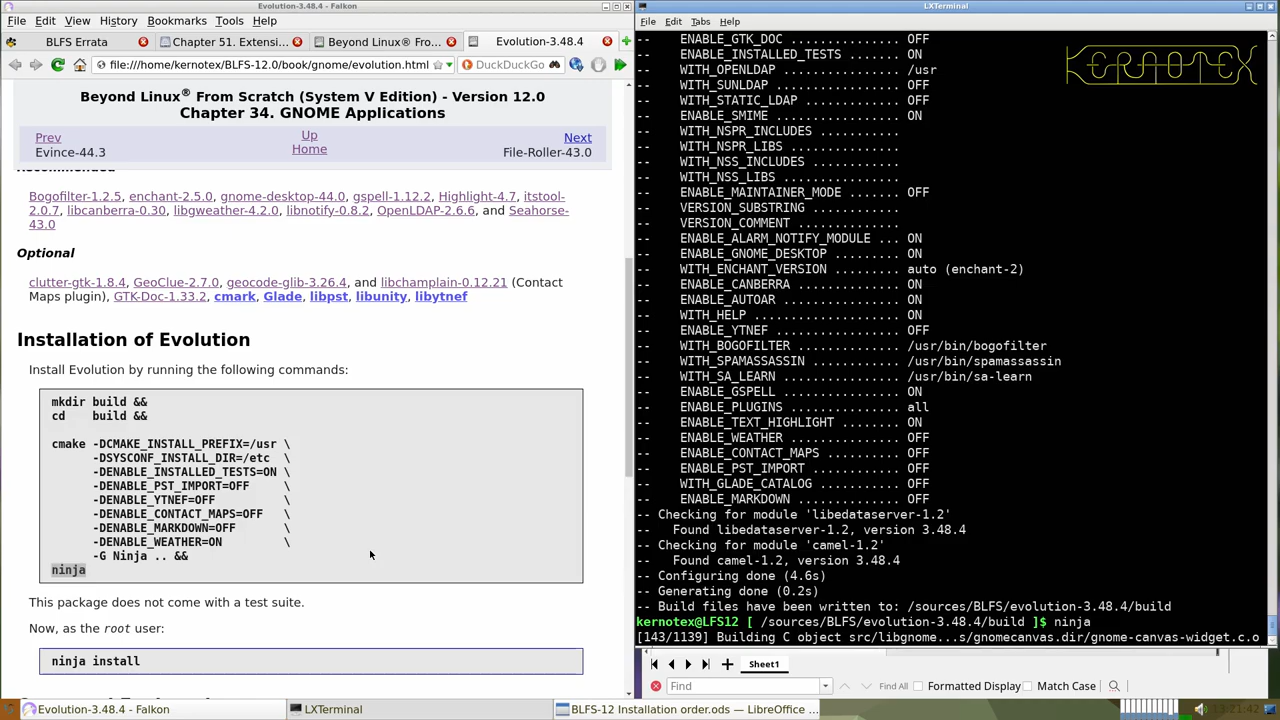 Evolution-3.48.4 - Falkon
File Edit View History Bookmarks Tools Help
BLFS Errata
Chapter 51. Extensi...
Beyond Linux® Fro...
Evolution-3.48.4
file:///home/kernotex/BLFS-12.0/book/gnome/evolution.html
DuckDuckGo
Beyond Linux® From Scratch (System V Edition) - Version 12.0
Chapter 34. GNOME Applications
Prev Up Next
Evince-44.3 Home File-Roller-43.0
Recommended
Bogofilter-1.2.5, enchant-2.5.0, gnome-desktop-44.0, gspell-1.12.2, Highlight-4.7, itstool-
2.0.7, libcanberra-0.30, libgweather-4.2.0, libnotify-0.8.2, OpenLDAP-2.6.6, and Seahorse-
43.0
Optional
clutter-gtk-1.8.4, GeoClue-2.7.0, geocode-glib-3.26.4, and libchamplain-0.12.21 (Contact
Maps plugin), GTK-Doc-1.33.2, cmark, Glade, libpst, libunity, libytnef
Installation of Evolution
Install Evolution by running the following commands:
mkdir build &&
cd    build &&
cmake -DCMAKE_INSTALL_PREFIX=/usr \
-DSYSCONF_INSTALL_DIR=/etc  \
-DENABLE_INSTALLED_TESTS=ON \
-DENABLE_PST_IMPORT=OFF     \
-DENABLE_YTNEF=OFF          \
-DENABLE_CONTACT_MAPS=OFF   \
-DENABLE_MARKDOWN=OFF       \
-DENABLE_WEATHER=ON         \
-G Ninja .. &&
ninja
This package does not come with a test suite.
Now, as the root user:
ninja install
LXTerminal
File Edit Tabs Help
KERNOTEX
--   ENABLE_GTK_DOC ............... OFF
--   ENABLE_INSTALLED_TESTS ....... ON
--   WITH_OPENLDAP ................ /usr
--   WITH_SUNLDAP ................. OFF
--   WITH_STATIC_LDAP ............. OFF
--   ENABLE_SMIME ................. ON
--   WITH_NSPR_INCLUDES ...........
--   WITH_NSPR_LIBS ...............
--   WITH_NSS_INCLUDES ............
--   WITH_NSS_LIBS ................
--   ENABLE_MAINTAINER_MODE ....... OFF
--   VERSION_SUBSTRING ............
--   VERSION_COMMENT ..............
--   ENABLE_ALARM_NOTIFY_MODULE ... ON
--   ENABLE_GNOME_DESKTOP ......... ON
--   WITH_ENCHANT_VERSION ......... auto (enchant-2)
--   ENABLE_CANBERRA .............. ON
--   ENABLE_AUTOAR ................ ON
--   WITH_HELP .................... ON
--   ENABLE_YTNEF ................. OFF
--   WITH_BOGOFILTER .............. /usr/bin/bogofilter
--   WITH_SPAMASSASSIN ............ /usr/bin/spamassassin
--   WITH_SA_LEARN ................ /usr/bin/sa-learn
--   ENABLE_GSPELL ................ ON
--   ENABLE_PLUGINS ............... all
--   ENABLE_TEXT_HIGHLIGHT ........ ON
--   ENABLE_WEATHER ............... OFF
--   ENABLE_CONTACT_MAPS .......... OFF
--   ENABLE_PST_IMPORT ............ OFF
--   WITH_GLADE_CATALOG ........... OFF
--   ENABLE_MARKDOWN .............. OFF
-- Checking for module 'libedataserver-1.2'
--   Found libedataserver-1.2, version 3.48.4
-- Checking for module 'camel-1.2'
--   Found camel-1.2, version 3.48.4
-- Configuring done (4.6s)
-- Generating done (0.2s)
-- Build files have been written to: /sources/BLFS/evolution-3.48.4/build
kernotex@LFS12 [ /sources/BLFS/evolution-3.48.4/build ]$ ninja
[143/1139] Building C object src/libgnome...s/gnomecanvas.dir/gnome-canvas-widget.c.o
Sheet1
Find Find All Formatted Display Match Case
Evolution-3.48.4 - Falkon LXTerminal BLFS-12 Installation order.ods — LibreOffice ... 13:21:42